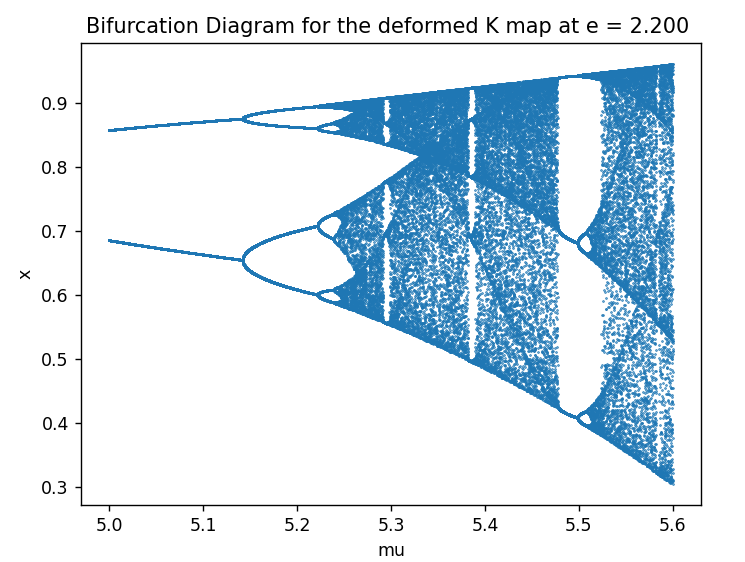 Bifurcation Diagram for the deformed K map at e = 2.200
0.9
0.8
0.7
0.6
0.5
0.4
0.3
x
5.0 5.1 5.2 5.3 5.4 5.5 5.6
mu